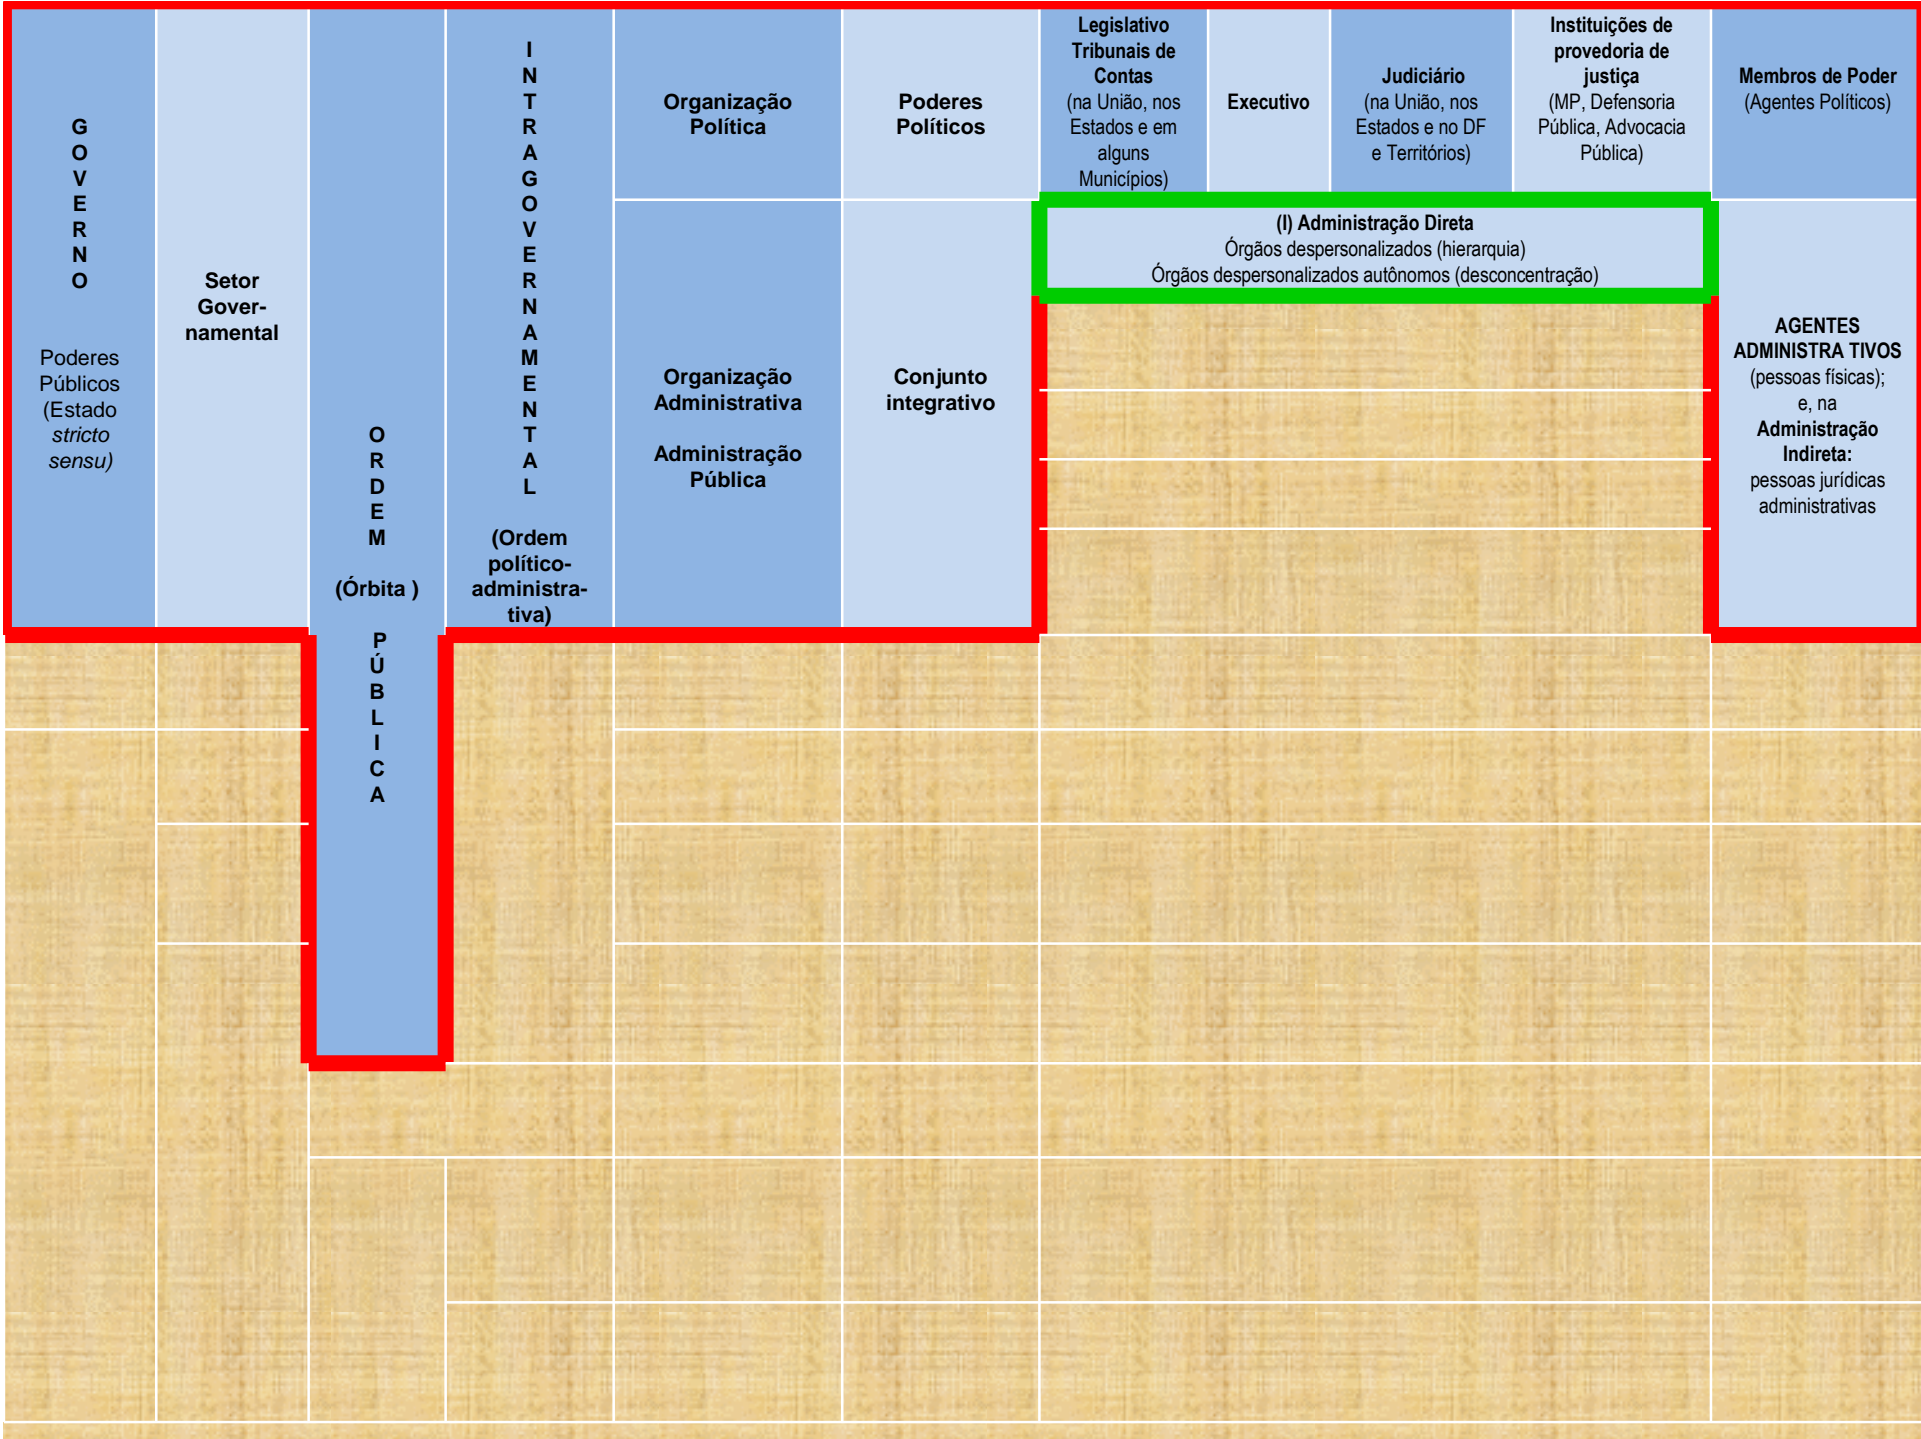 G
O
V
E
R
N
O
Poderes
Públicos
(Estado
stricto
sensu)
Setor
Gover-
namental
O
R
D
E
M
(Órbita )
P
Ú
B
L
I
C
A
I
N
T
R
A
G
O
V
E
R
N
A
M
E
N
T
A
L
(Ordem
político-
administra-
tiva)
Organização
Política
Poderes
Políticos
Legislativo
Tribunais de
Contas
(na União, nos
Estados e em
alguns
Municípios)
Executivo
Judiciário
(na União, nos
Estados e no DF
e Territórios)
Instituições de
provedoria de
justiça
(MP, Defensoria
Pública, Advocacia
Pública)
Membros de Poder
(Agentes Políticos)
Organização
Administrativa
Administração
Pública
Conjunto
integrativo
(I) Administração Direta
Órgãos despersonalizados (hierarquia)
Órgãos despersonalizados autônomos (desconcentração)
AGENTES
ADMINISTRA TIVOS
(pessoas físicas);
e, na
Administração
Indireta:
pessoas jurídicas
administrativas